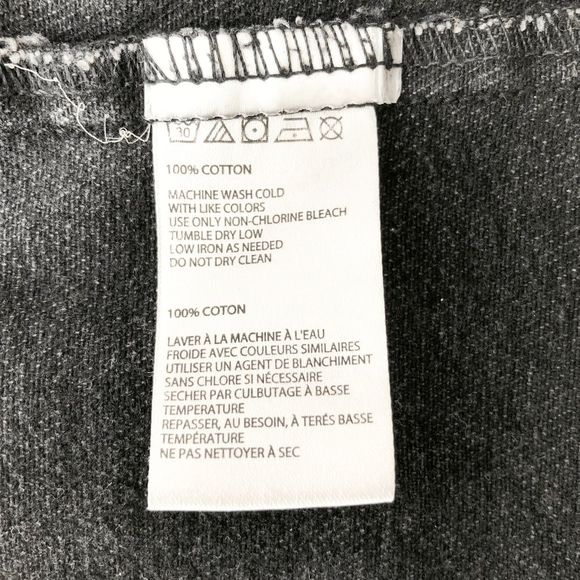 30
100% COTTON
MACHINE WASH COLD
WITH LIKE COLORS
USE ONLY NON-CHLORINE BLEACH
TUMBLE DRY LOW
LOW IRON AS NEEDED
DO NOT DRY CLEAN
100% COTON
LAVER À LA MACHINE À L'EAU
FROIDE AVEC COULEURS SIMILAIRES
UTILISER UN AGENT DE BLANCHIMENT
SANS CHLORE SI NÉCESSAIRE
SECHER PAR CULBUTAGE À BASSE
TEMPERATURE
REPASSER, AU BESOIN, À TERÉS BASSE
TEMPÉRATURE
NE PAS NETTOYER À SEC